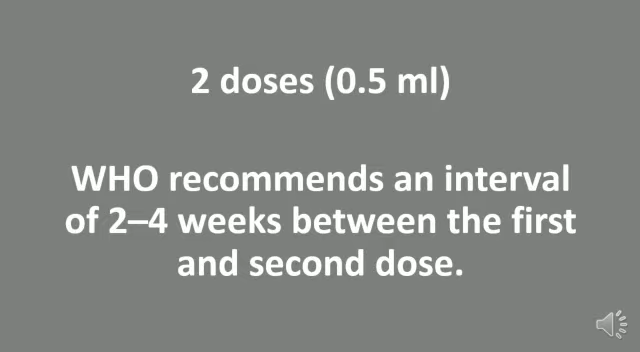 2 doses (0.5 ml)
WHO recommends an interval
of 2–4 weeks between the first
and second dose.